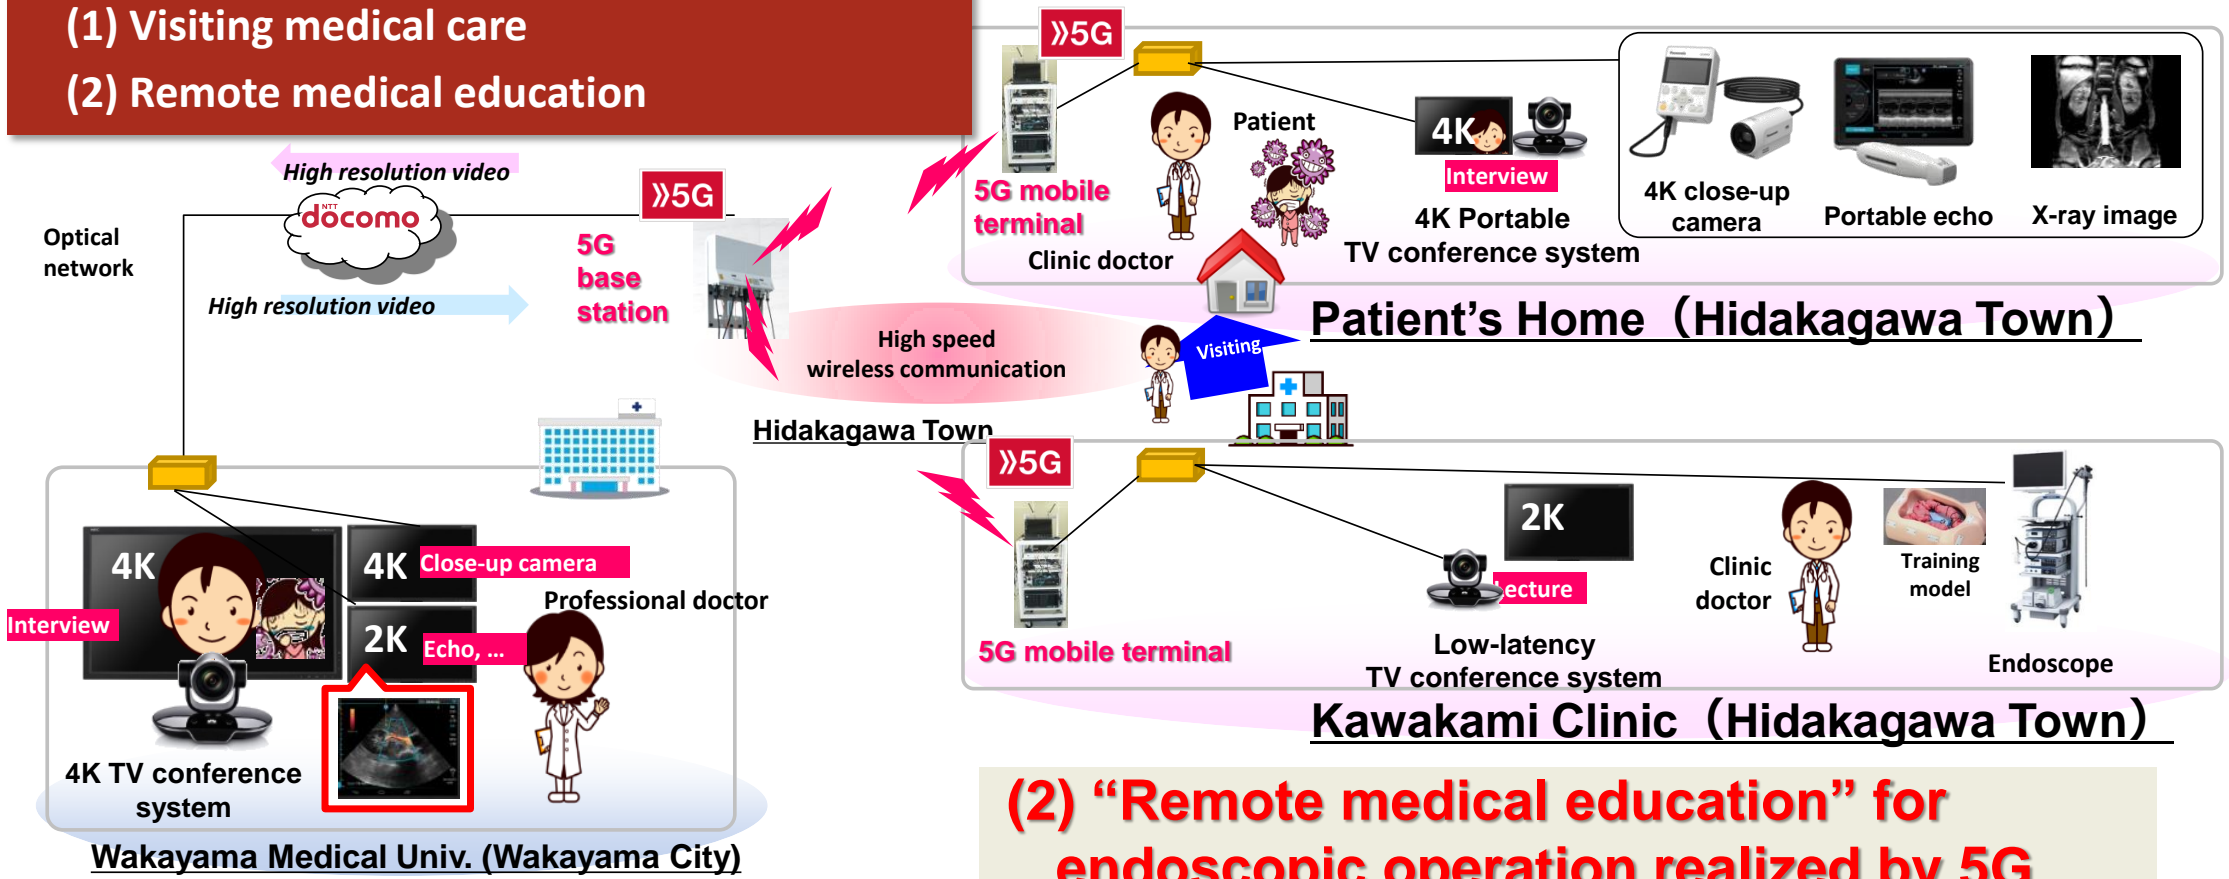 (1) Visiting medical care
(2) Remote medical education
High resolution video
NTT
docomo
Optical
network
High resolution video
5G
5G
base
station
High speed
wireless communication
Hidakagawa Town
5G
5G mobile
terminal
Clinic doctor
Patient
4K
Interview
4K Portable
TV conference system
4K close-up
camera
Portable echo
X-ray image
Patient’s Home（Hidakagawa Town）
Visiting
5G
5G mobile terminal
2K
Lecture
Low-latency
TV conference system
Clinic
doctor
Training
model
Endoscope
Kawakami Clinic（Hidakagawa Town）
4K
Interview
4K
Close-up camera
2K
Echo, ...
Professional doctor
4K TV conference
system
Wakayama Medical Univ. (Wakayama City)
(2) “Remote medical education” for
endoscopic operation realized by 5G